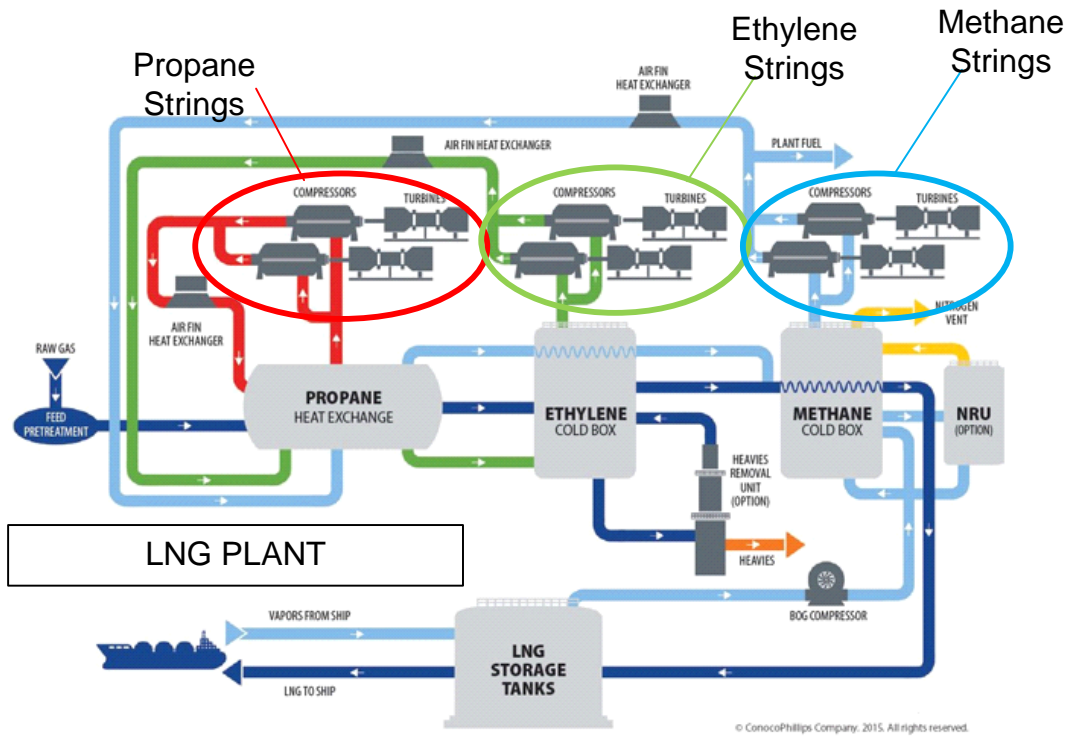 Propane
Strings
Ethylene
Strings
Methane
Strings
AIR FIN
HEAT EXCHANGER
AIR FIN HEAT EXCHANGER
PLANT FUEL
COMPRESSORS
TURBINES
COMPRESSORS
TURBINES
COMPRESSORS
TURBINES
AIR FIN
HEAT EXCHANGER
NITROGEN
VENT
RAW GAS
FEED
PRETREATMENT
PROPANE
HEAT EXCHANGE
ETHYLENE
COLD BOX
METHANE
COLD BOX
NRU
(OPTION)
HEAVIES
REMOVAL
UNIT
(OPTION)
HEAVIES
LNG PLANT
BOG COMPRESSOR
VAPORS FROM SHIP
LNG TO SHIP
LNG
STORAGE
TANKS
© ConocoPhillips Company. 2015. All rights reserved.